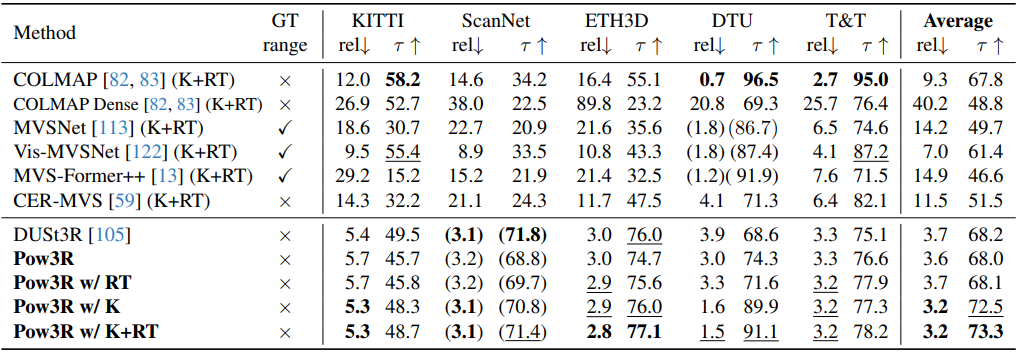 Method GT range KITTI ScanNet ETH3D DTU T&T Average
rel↓ τ↑ rel↓ τ↑ rel↓ τ↑ rel↓ τ↑ rel↓ τ↑ rel↓ τ↑
COLMAP [82, 83] (K+RT) × 12.0 58.2 14.6 34.2 16.4 55.1 0.7 96.5 2.7 95.0 9.3 67.8
COLMAP Dense [82, 83] (K+RT) × 26.9 52.7 38.0 22.5 89.8 23.2 20.8 69.3 25.7 76.4 40.2 48.8
MVSNet [113] (K+RT) ✓ 18.6 30.7 22.7 20.9 21.6 35.6 (1.8) (86.7) 6.5 74.6 14.2 49.7
Vis-MVSNet [122] (K+RT) ✓ 9.5 55.4 8.9 33.5 10.8 43.3 (1.8) (87.4) 4.1 87.2 7.0 61.4
MVS-Former++ [13] (K+RT) ✓ 29.2 15.2 15.2 21.9 21.4 32.5 (1.2) ( 91.9) 7.6 71.5 14.9 46.6
CER-MVS [59] (K+RT) × 14.3 32.2 21.1 24.3 11.7 47.5 4.1 71.3 6.4 82.1 11.5 51.5
DUSt3R [105] × 5.4 49.5 (3.1) (71.8) 3.0 76.0 3.9 68.6 3.3 75.1 3.7 68.2
Pow3R × 5.7 45.7 (3.2) (68.8) 3.0 74.7 3.0 74.3 3.3 76.6 3.6 68.0
Pow3R w/ RT × 5.7 45.8 (3.2) (69.7) 2.9 75.6 3.3 71.6 3.2 77.9 3.7 68.1
Pow3R w/ K × 5.3 48.3 (3.1) (70.8) 2.9 76.0 1.6 89.9 3.2 77.3 3.2 72.5
Pow3R w/ K+RT × 5.3 48.7 (3.1) (71.4) 2.8 77.1 1.5 91.1 3.2 78.2 3.2 73.3